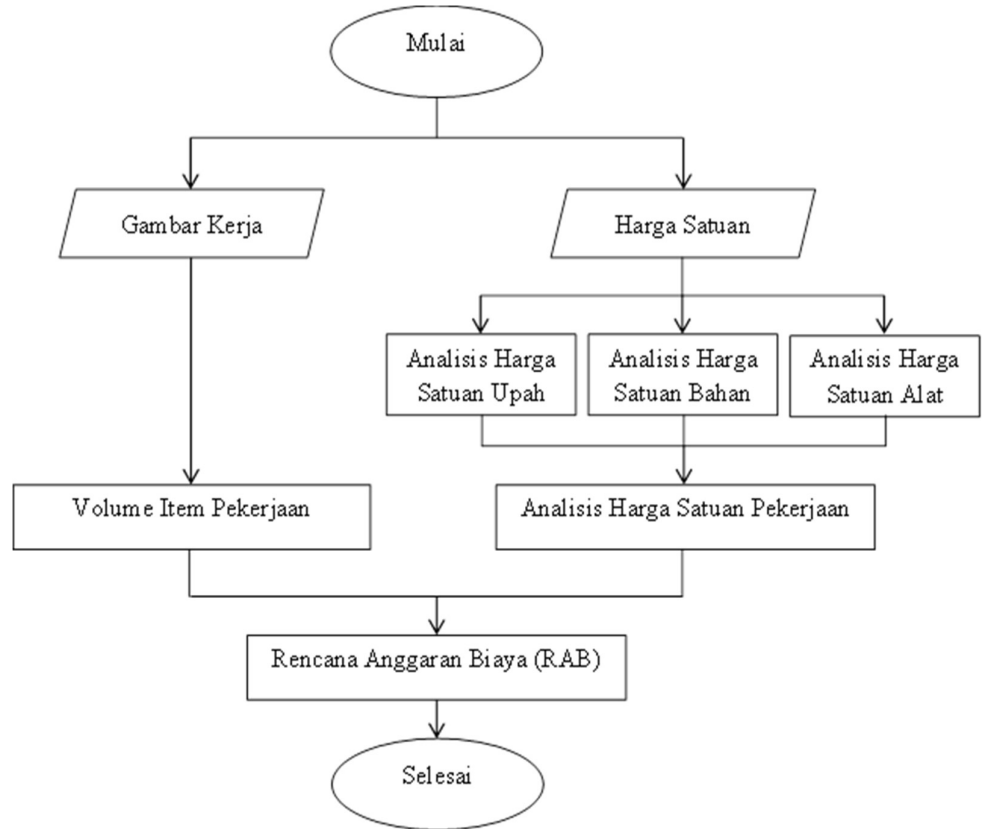 Mulai
Gambar Kerja
Harga Satuan
Analisis Harga
Satuan Upah
Analisis Harga
Satuan Bahan
Analisis Harga
Satuan Alat
Volume Item Pekerjaan
Analisis Harga Satuan Pekerjaan
Rencana Anggaran Biaya (RAB)
Selesai